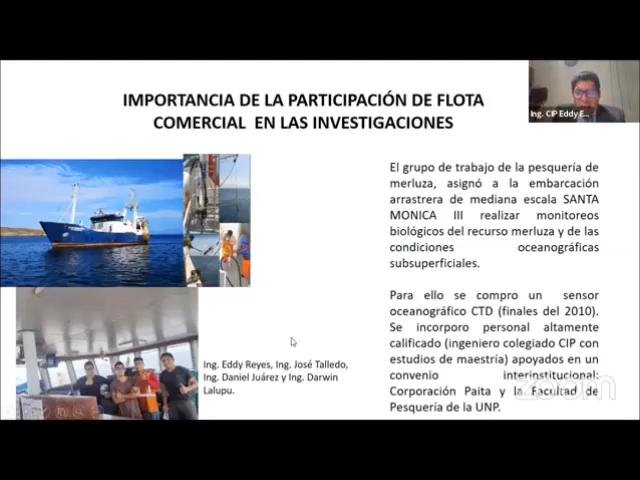 IMPORTANCIA DE LA PARTICIPACIÓN DE FLOTA
COMERCIAL EN LAS INVESTIGACIONES
Ing. CIP Eddy E...
El grupo de trabajo de la pesquería de
merluza, asignó a la embarcación
arrastrera de mediana escala SANTA
MONICA III realizar monitoreos
biológicos del recurso merluza y de las
condiciones oceanográficas
subsuperficiales.
Para ello se compro un sensor
oceanográfico CTD (finales del 2010).
Se incorporo personal altamente
calificado (ingeniero colegiado CIP con
estudios de maestría) apoyados en un
convenio interinstitucional:
Corporación Paita y la Facultad de
Pesquería de la UNP.
Ing. Eddy Reyes, Ing. José Talledo,
Ing. Daniel Juárez y Ing. Darwin
Lalupu.
zoom